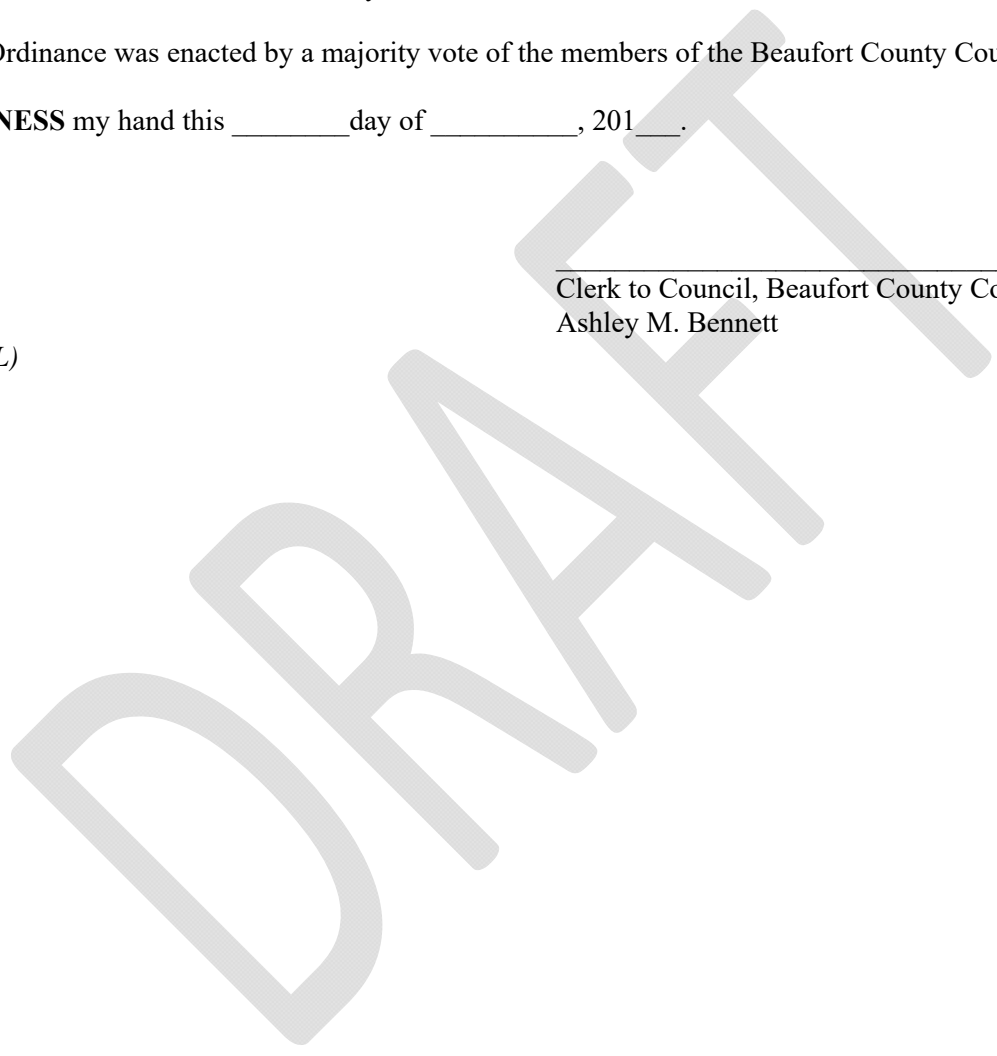 Ordinance was enacted by a majority vote of the members of the Beaufort County Cou
NESS my hand this ________day of __________, 201___.
Clerk to Council, Beaufort County Co
Ashley M. Bennett
L)
DRAFT